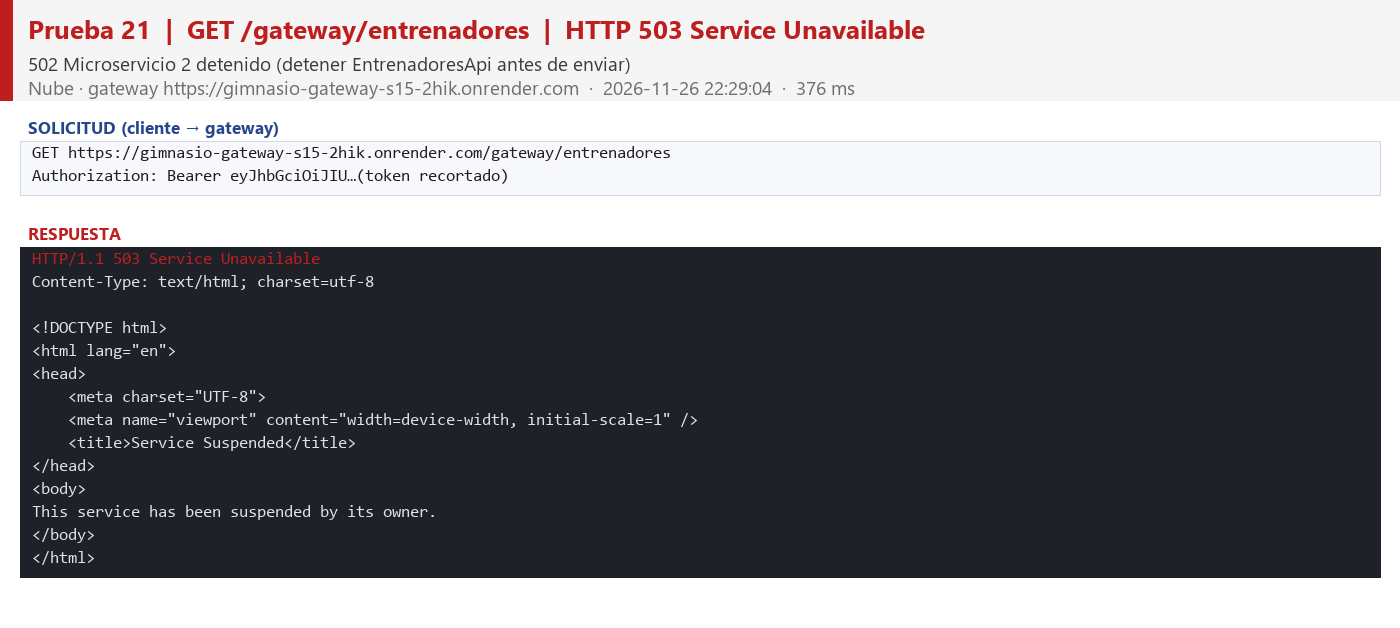 Prueba 21 | GET /gateway/entrenadores | HTTP 503 Service Unavailable
502 Microservicio 2 detenido (detener EntrenadoresApi antes de enviar)
Nube · gateway https://gimnasio-gateway-s15-2hik.onrender.com · 2026-11-26 22:29:04 · 376 ms
SOLICITUD (cliente → gateway)
GET https://gimnasio-gateway-s15-2hik.onrender.com/gateway/entrenadores
Authorization: Bearer eyJhbGciOiJIU…(token recortado)
RESPUESTA
HTTP/1.1 503 Service Unavailable
Content-Type: text/html; charset=utf-8
<!DOCTYPE html>
<html lang="en">
<head>
    <meta charset="UTF-8">
    <meta name="viewport" content="width=device-width, initial-scale=1" />
    <title>Service Suspended</title>
</head>
<body>
This service has been suspended by its owner.
</body>
</html>